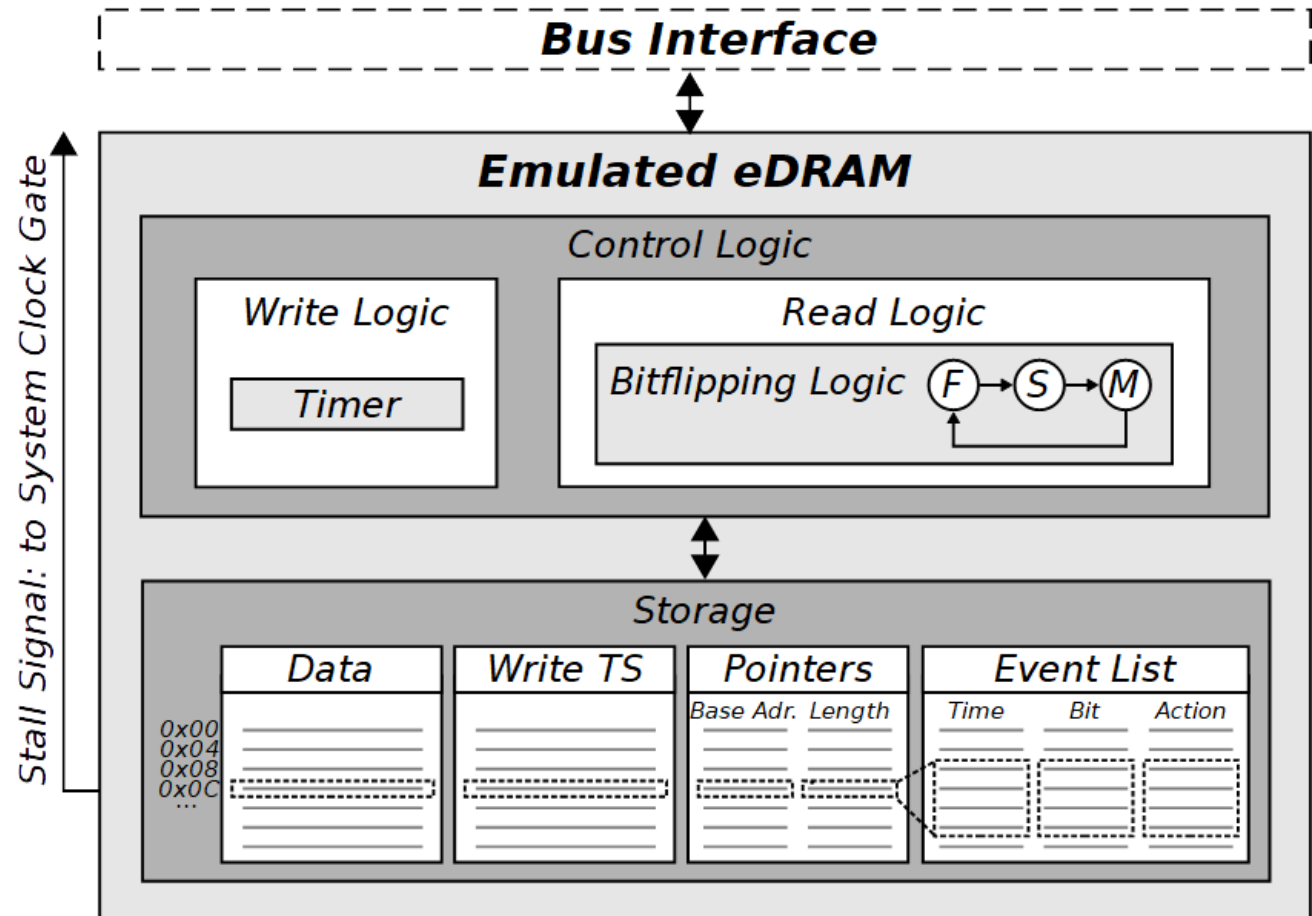 Bus Interface
Stall Signal: to System Clock Gate
Emulated eDRAM
Control Logic
Write Logic
Timer
Read Logic
Bitflipping Logic
F
S
M
Storage
Data
Write TS
Pointers
Event List
Base Adr.
Length
Time
Bit
Action
0x00
0x04
0x08
0x0C
...